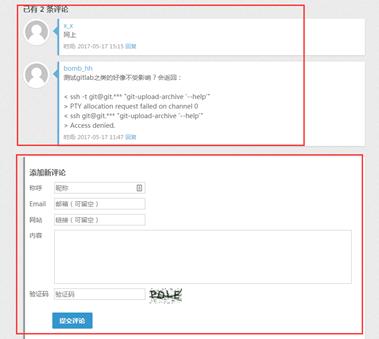 已有 2 条评论
x_x
同上
时间: 2017-05-17 15:15 回复
bomb_hh
测试gitlab之类的好像不受影响？会返回：
< ssh -t git@git.*** "git-upload-archive '--help'"
> PTY allocation request failed on channel 0
< ssh git@git.*** "git-upload-archive '--help'"
> Access denied.
时间: 2017-05-17 11:47 回复
添加新评论
称呼 昵称
Email 邮箱（可留空）
网站 链接（可留空）
内容
验证码 验证码 PDLE
提交评论